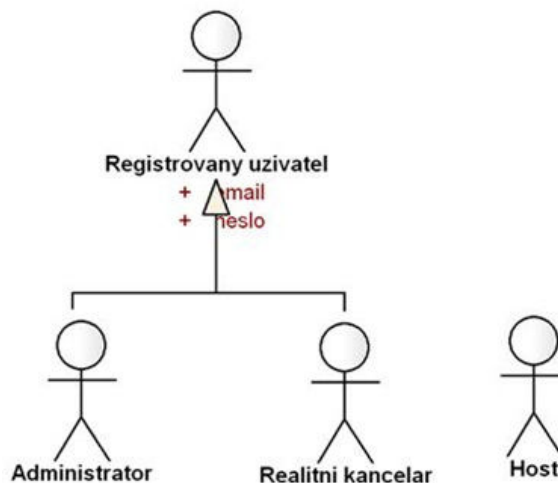 Registrovany uzivatel
+ email
+ heslo
Administrator
Realitni kancelar
Host